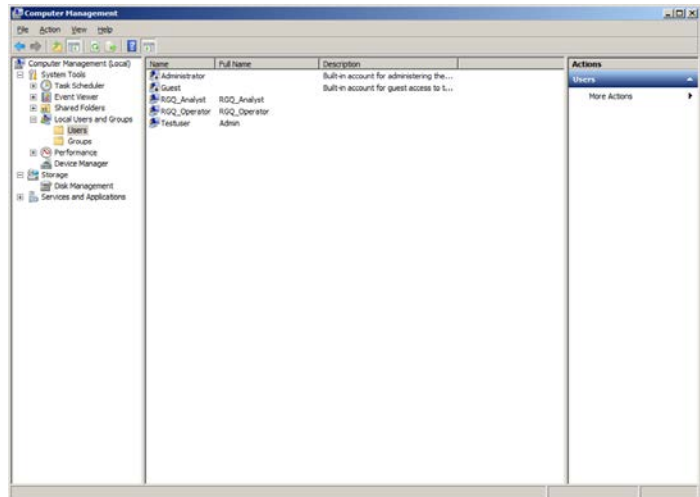 Computer Management
File Action View Help
Computer Management (Local)
System Tools
Task Scheduler
Event Viewer
Shared Folders
Local Users and Groups
Users
Groups
Performance
Device Manager
Storage
Disk Management
Services and Applications
Name Full Name Description
Administrator Built-in account for administering the...
Guest Built-in account for guest access to t...
RGQ_Analyst RGQ_Analyst
RGQ_Operator RGQ_Operator
Testuser Admin
Actions
Users
More Actions